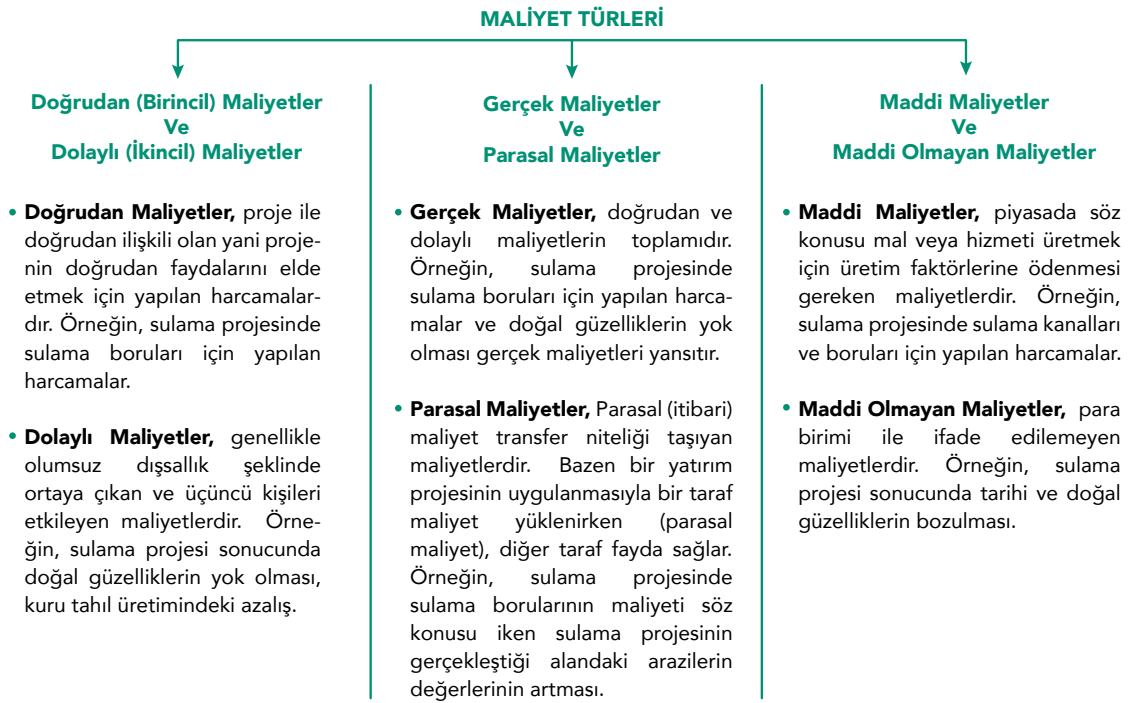 MALİYET TÜRLERİ
Doğrudan (Birincil) Maliyetler
Ve
Dolaylı (İkincil) Maliyetler
• Doğrudan Maliyetler, proje ile
doğrudan ilişkili olan yani proje-
nin doğrudan faydalarını elde
etmek için yapılan harcamalar-
dır. Örneğin, sulama projesinde
sulama boruları için yapılan
harcamalar.
• Dolaylı Maliyetler, genellikle
olumsuz dışsallık şeklinde
ortaya çıkan ve üçüncü kişileri
etkileyen maliyetlerdir. Örne-
ğin, sulama projesi sonucunda
doğal güzelliklerin yok olması,
kuru tahıl üretimindeki azalış.
Gerçek Maliyetler
Ve
Parasal Maliyetler
• Gerçek Maliyetler, doğrudan ve
dolaylı maliyetlerin toplamıdır.
Örneğin, sulama projesinde
sulama boruları için yapılan harca-
malar ve doğal güzelliklerin yok
olması gerçek maliyetleri yansıtır.
• Parasal Maliyetler, Parasal (itibari)
maliyet transfer niteliği taşıyan
maliyetlerdir. Bazen bir yatırım
projesinin uygulanmasıyla bir taraf
maliyet yüklenirken (parasal
maliyet), diğer taraf fayda sağlar.
Örneğin, sulama projesinde
sulama borularının maliyeti söz
konusu iken sulama projesinin
gerçekleştiği alandaki arazilerin
değerlerinin artması.
Maddi Maliyetler
Ve
Maddi Olmayan Maliyetler
• Maddi Maliyetler, piyasada söz
konusu mal veya hizmeti üretmek
için üretim faktörlerine ödenmesi
gereken maliyetlerdir. Örneğin,
sulama projesinde sulama kanalları
ve boruları için yapılan harcamalar.
• Maddi Olmayan Maliyetler, para
birimi ile ifade edilemeyen
maliyetlerdir. Örneğin, sulama
projesi sonucunda tarihi ve doğal
güzelliklerin bozulması.